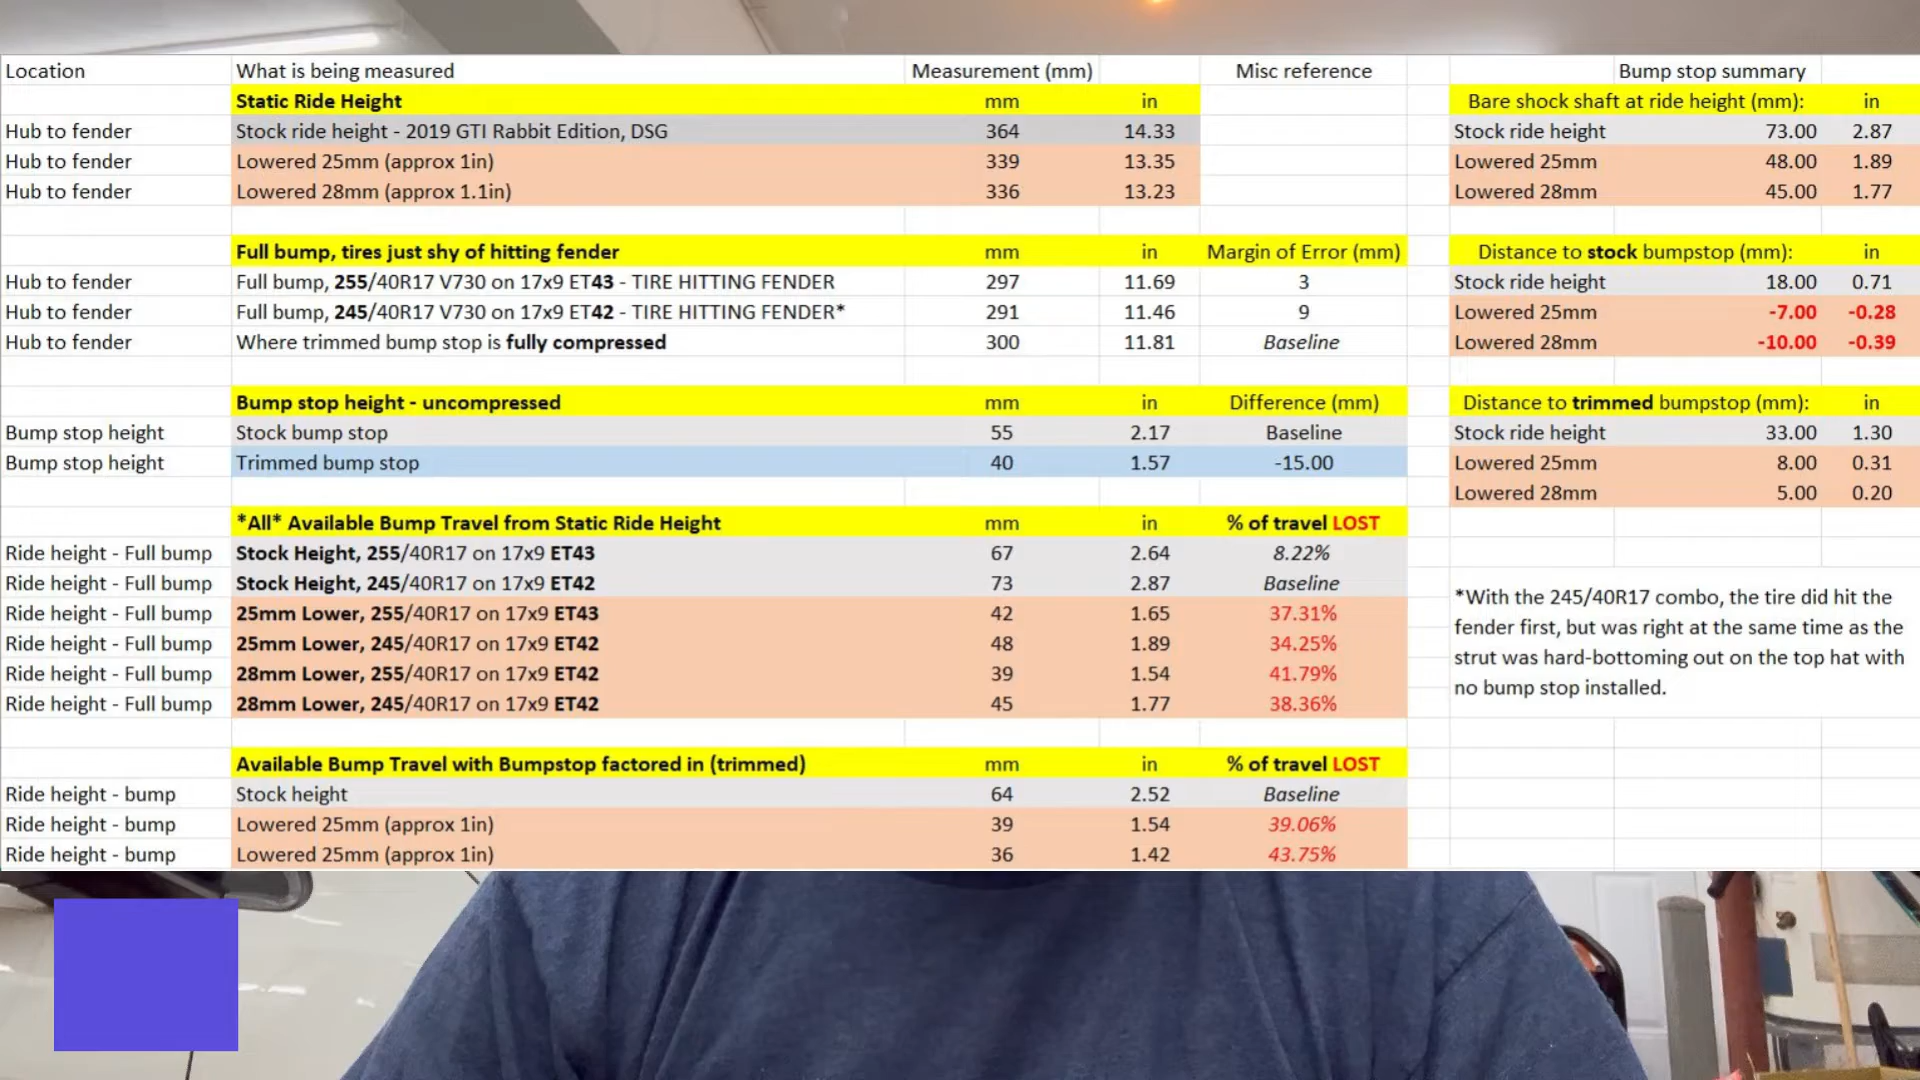 Location What is being measured Measurement (mm) Misc reference Bump stop summary
Static Ride Height mm in Bare shock shaft at ride height (mm): in
Hub to fender Stock ride height - 2019 GTI Rabbit Edition, DSG 364 14.33 Stock ride height 73.00 2.87
Hub to fender Lowered 25mm (approx 1in) 339 13.35 Lowered 25mm 48.00 1.89
Hub to fender Lowered 28mm (approx 1.1in) 336 13.23 Lowered 28mm 45.00 1.77
Full bump, tires just shy of hitting fender mm in Margin of Error (mm) Distance to stock bumpstop (mm): in
Hub to fender Full bump, 255/40R17 V730 on 17x9 ET43 - TIRE HITTING FENDER 297 11.69 3 Stock ride height 18.00 0.71
Hub to fender Full bump, 245/40R17 V730 on 17x9 ET42 - TIRE HITTING FENDER* 291 11.46 9 Lowered 25mm -7.00 -0.28
Hub to fender Where trimmed bump stop is fully compressed 300 11.81 Baseline Lowered 28mm -10.00 -0.39
Bump stop height - uncompressed mm in Difference (mm) Distance to trimmed bumpstop (mm): in
Bump stop height Stock bump stop 55 2.17 Baseline Stock ride height 33.00 1.30
Bump stop height Trimmed bump stop 40 1.57 -15.00 Lowered 25mm 8.00 0.31
Lowered 28mm 5.00 0.20
*All* Available Bump Travel from Static Ride Height mm in % of travel LOST
Ride height - Full bump Stock Height, 255/40R17 on 17x9 ET43 67 2.64 8.22%
Ride height - Full bump Stock Height, 245/40R17 on 17x9 ET42 73 2.87 Baseline
Ride height - Full bump 25mm Lower, 255/40R17 on 17x9 ET43 42 1.65 37.31%
Ride height - Full bump 25mm Lower, 245/40R17 on 17x9 ET42 48 1.89 34.25%
Ride height - Full bump 28mm Lower, 255/40R17 on 17x9 ET42 39 1.54 41.79%
Ride height - Full bump 28mm Lower, 245/40R17 on 17x9 ET42 45 1.77 38.36%
*With the 245/40R17 combo, the tire did hit the
fender first, but was right at the same time as the
strut was hard-bottoming out on the top hat with
no bump stop installed.
Available Bump Travel with Bumpstop factored in (trimmed) mm in % of travel LOST
Ride height - bump Stock height 64 2.52 Baseline
Ride height - bump Lowered 25mm (approx 1in) 39 1.54 39.06%
Ride height - bump Lowered 25mm (approx 1in) 36 1.42 43.75%